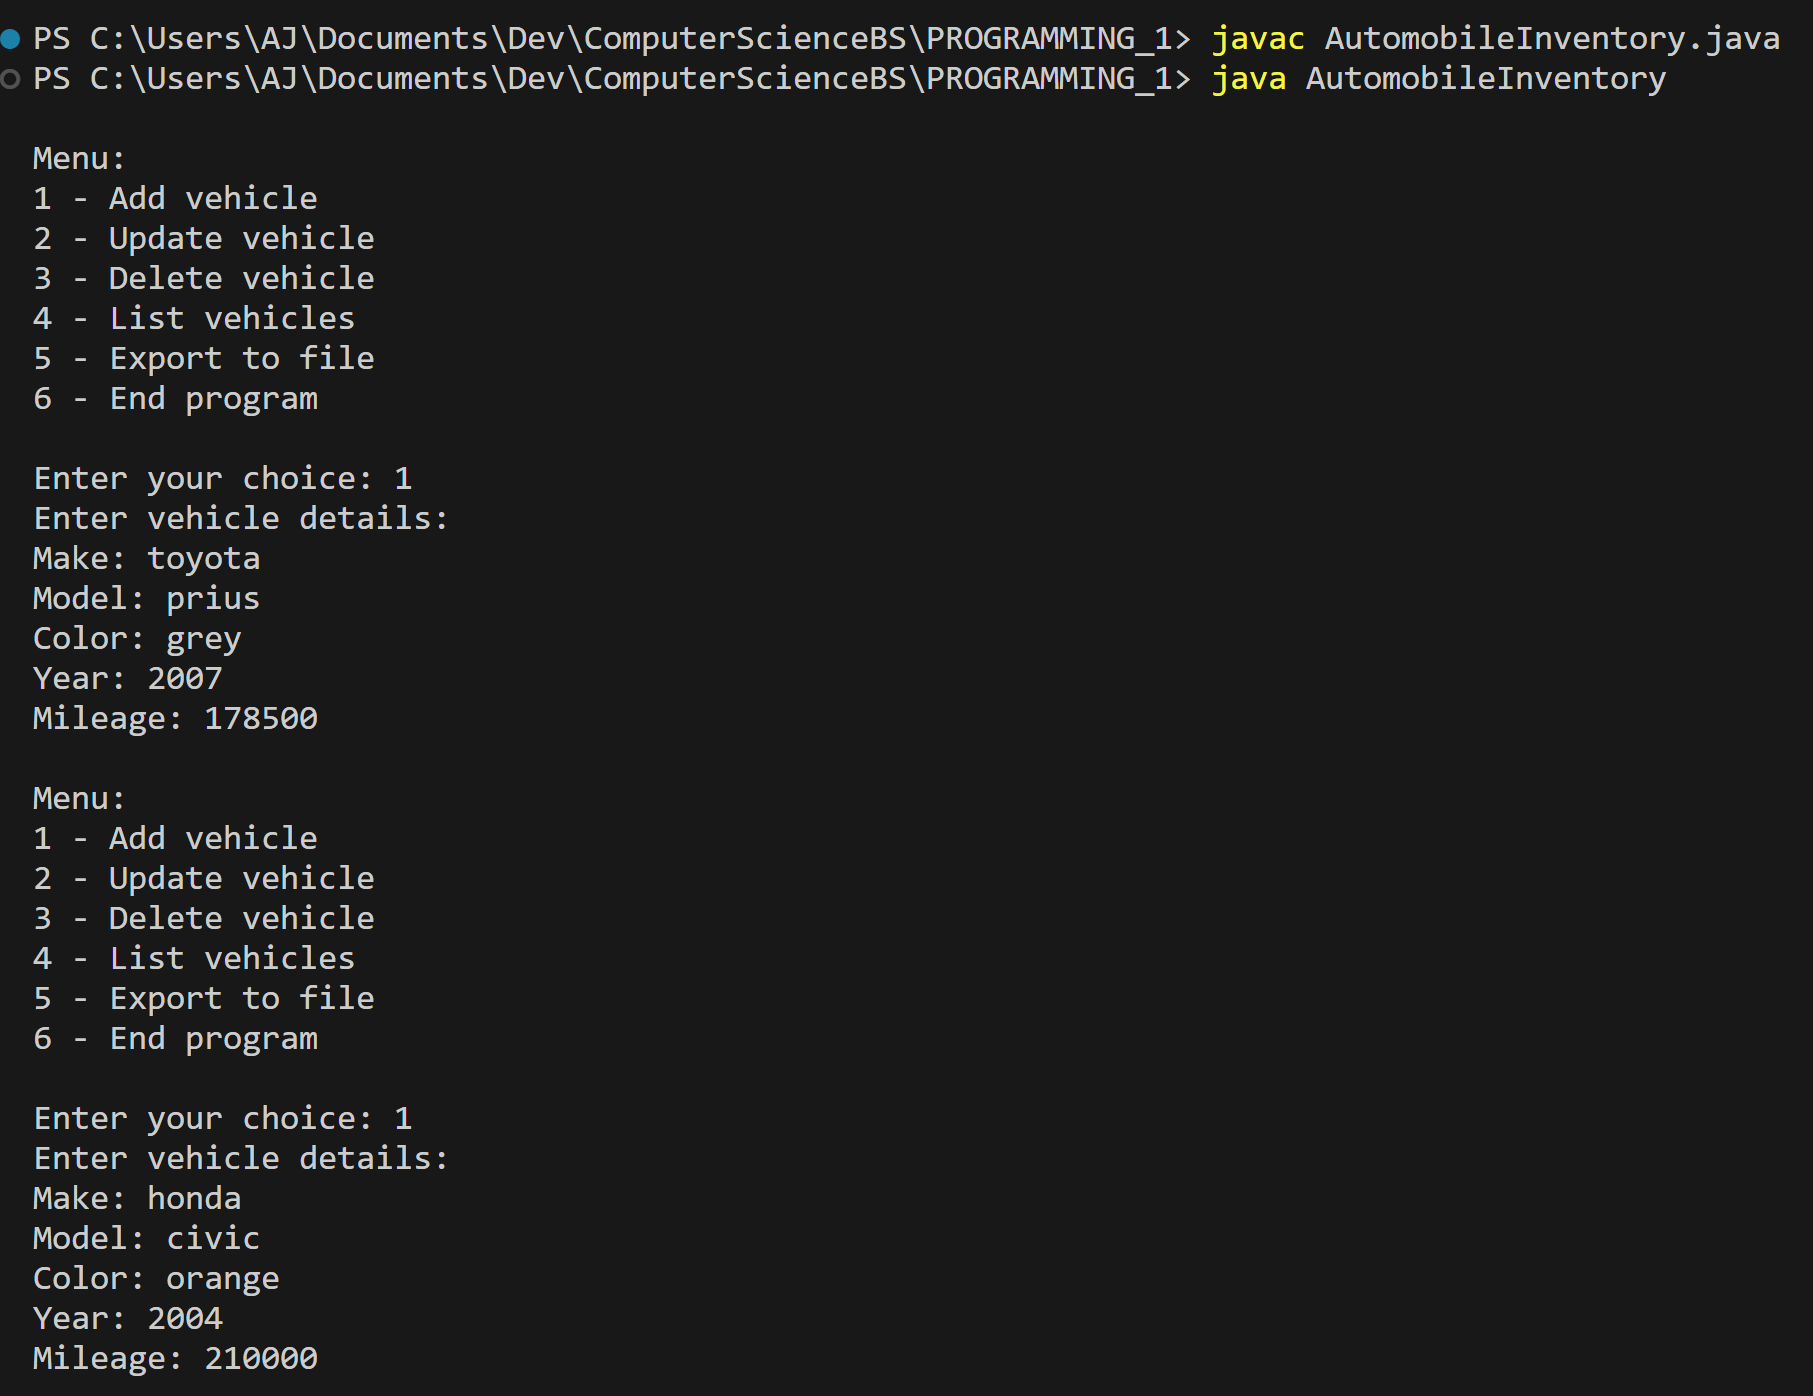 PS C:\Users\AJ\Documents\Dev\ComputerScienceBS\PROGRAMMING_1> javac AutomobileInventory.java
PS C:\Users\AJ\Documents\Dev\ComputerScienceBS\PROGRAMMING_1> java AutomobileInventory
Menu:
1 - Add vehicle
2 - Update vehicle
3 - Delete vehicle
4 - List vehicles
5 - Export to file
6 - End program
Enter your choice: 1
Enter vehicle details:
Make: toyota
Model: prius
Color: grey
Year: 2007
Mileage: 178500
Menu:
1 - Add vehicle
2 - Update vehicle
3 - Delete vehicle
4 - List vehicles
5 - Export to file
6 - End program
Enter your choice: 1
Enter vehicle details:
Make: honda
Model: civic
Color: orange
Year: 2004
Mileage: 210000